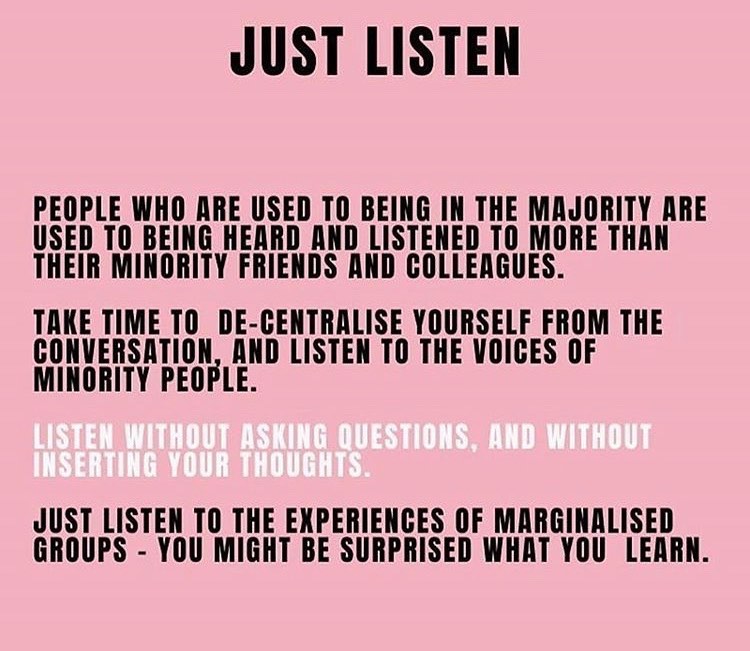 JUST LISTEN
PEOPLE WHO ARE USED TO BEING IN THE MAJORITY ARE
USED TO BEING HEARD AND LISTENED TO MORE THAN
THEIR MINORITY FRIENDS AND COLLEAGUES.
TAKE TIME TO DE-CENTRALISE YOURSELF FROM THE
CONVERSATION, AND LISTEN TO THE VOICES OF
MINORITY PEOPLE.
LISTEN WITHOUT ASKING QUESTIONS, AND WITHOUT
INSERTING YOUR THOUGHTS.
JUST LISTEN TO THE EXPERIENCES OF MARGINALISED
GROUPS - YOU MIGHT BE SURPRISED WHAT YOU LEARN.